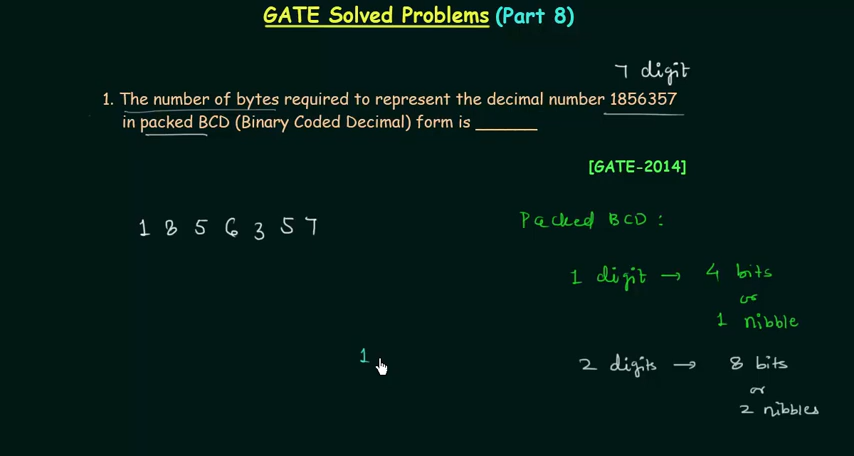 GATE Solved Problems (Part 8)
7 digit
1. The number of bytes required to represent the decimal number 1856357
in packed BCD (Binary Coded Decimal) form is ______
[GATE-2014]
1 8 5 6 3 5 7
Packed BCD :
1 digit → 4 bits
or
1 nibble
1
2 digits → 8 bits
or
2 nibbles